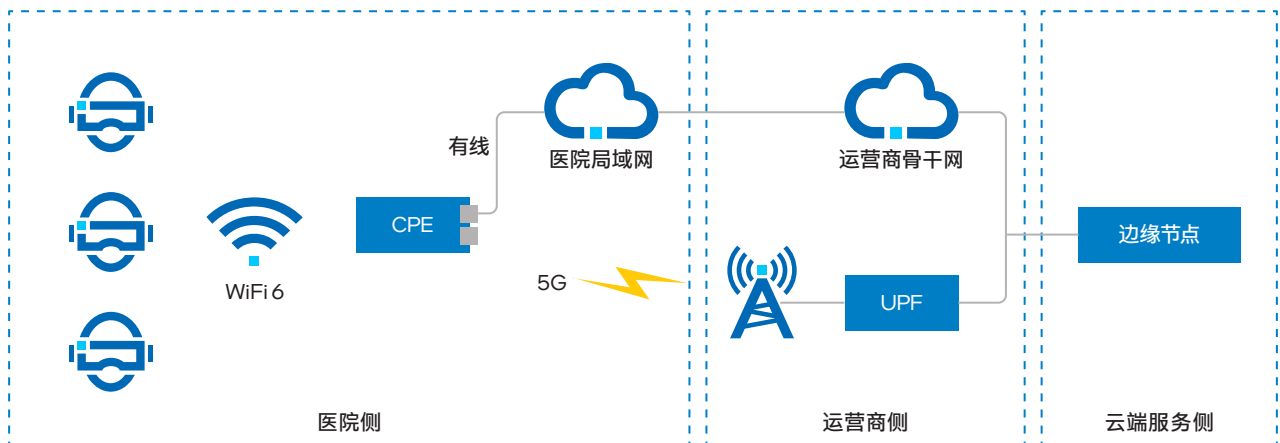 有线
医院局域网
运营商骨干网
CPE
WiFi 6
5G
UPF
边缘节点
医院侧
运营商侧
云端服务侧